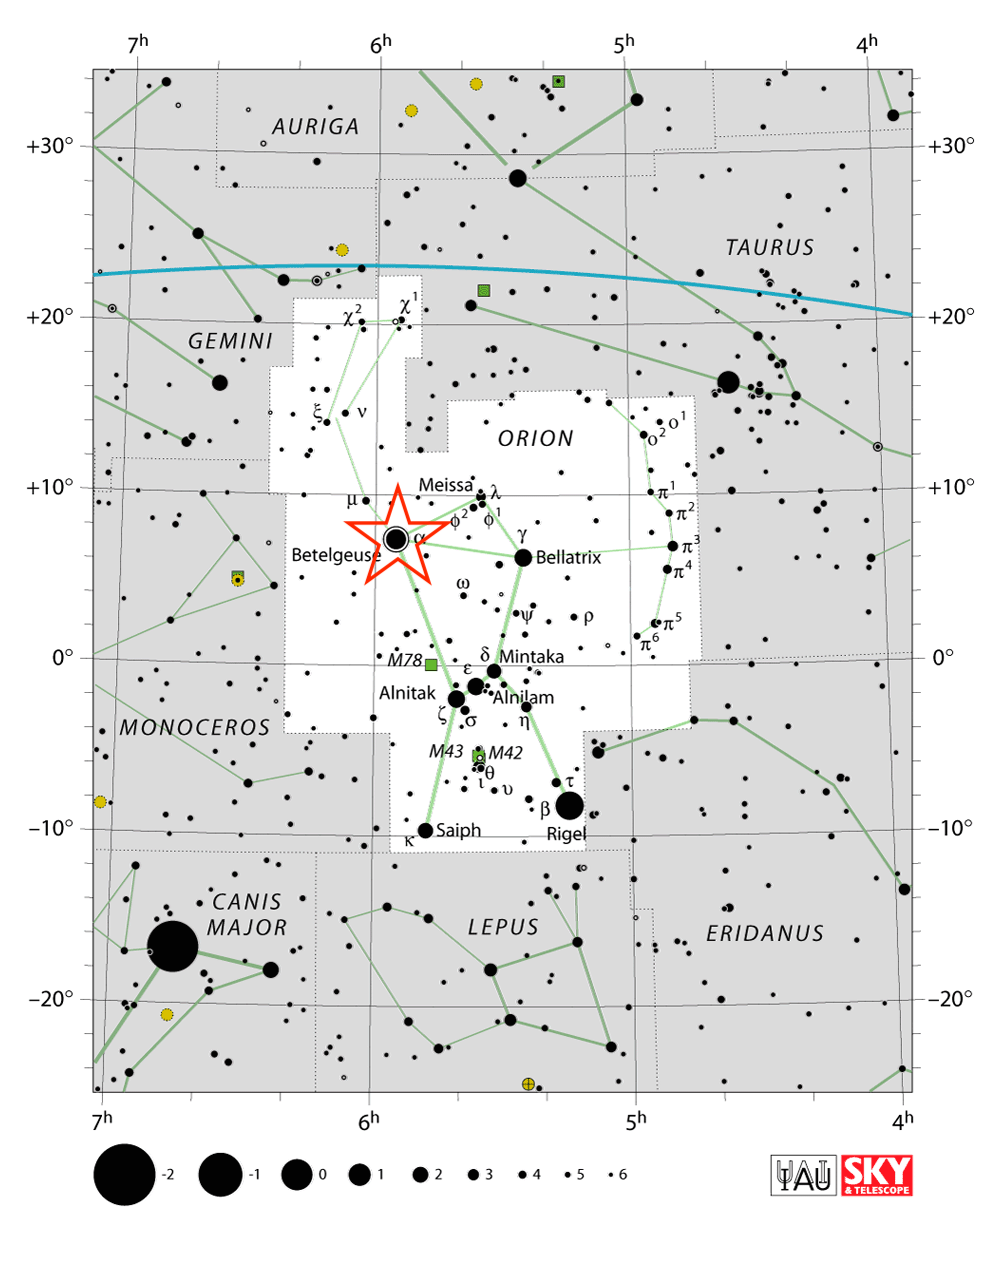 7h 6h 5h 4h
+30° +30°
AURIGA
TAURUS
+20° +20°
χ2 χ1
GEMINI
ξ ν
ο2 ο1
ORION
+10° +10°
Meissa λ
μ
π1
π2
ϕ2 ϕ1
α
γ
π3
Betelgeuse
Bellatrix
π4
ω
ψ ρ
π5
π6
0° 0°
M78
ε δ Mintaka
Alnitak
Alnilam
ζ σ
η
MONOCEROS
M43 M42
θ
ι υ
τ
β
–10° –10°
κ Saiph
Rigel
CANIS
MAJOR
LEPUS
ERIDANUS
–20° –20°
7h 6h 5h 4h
-2 -1 0 1 2 3 4 5 6
IAU
SKY
& TELESCOPE